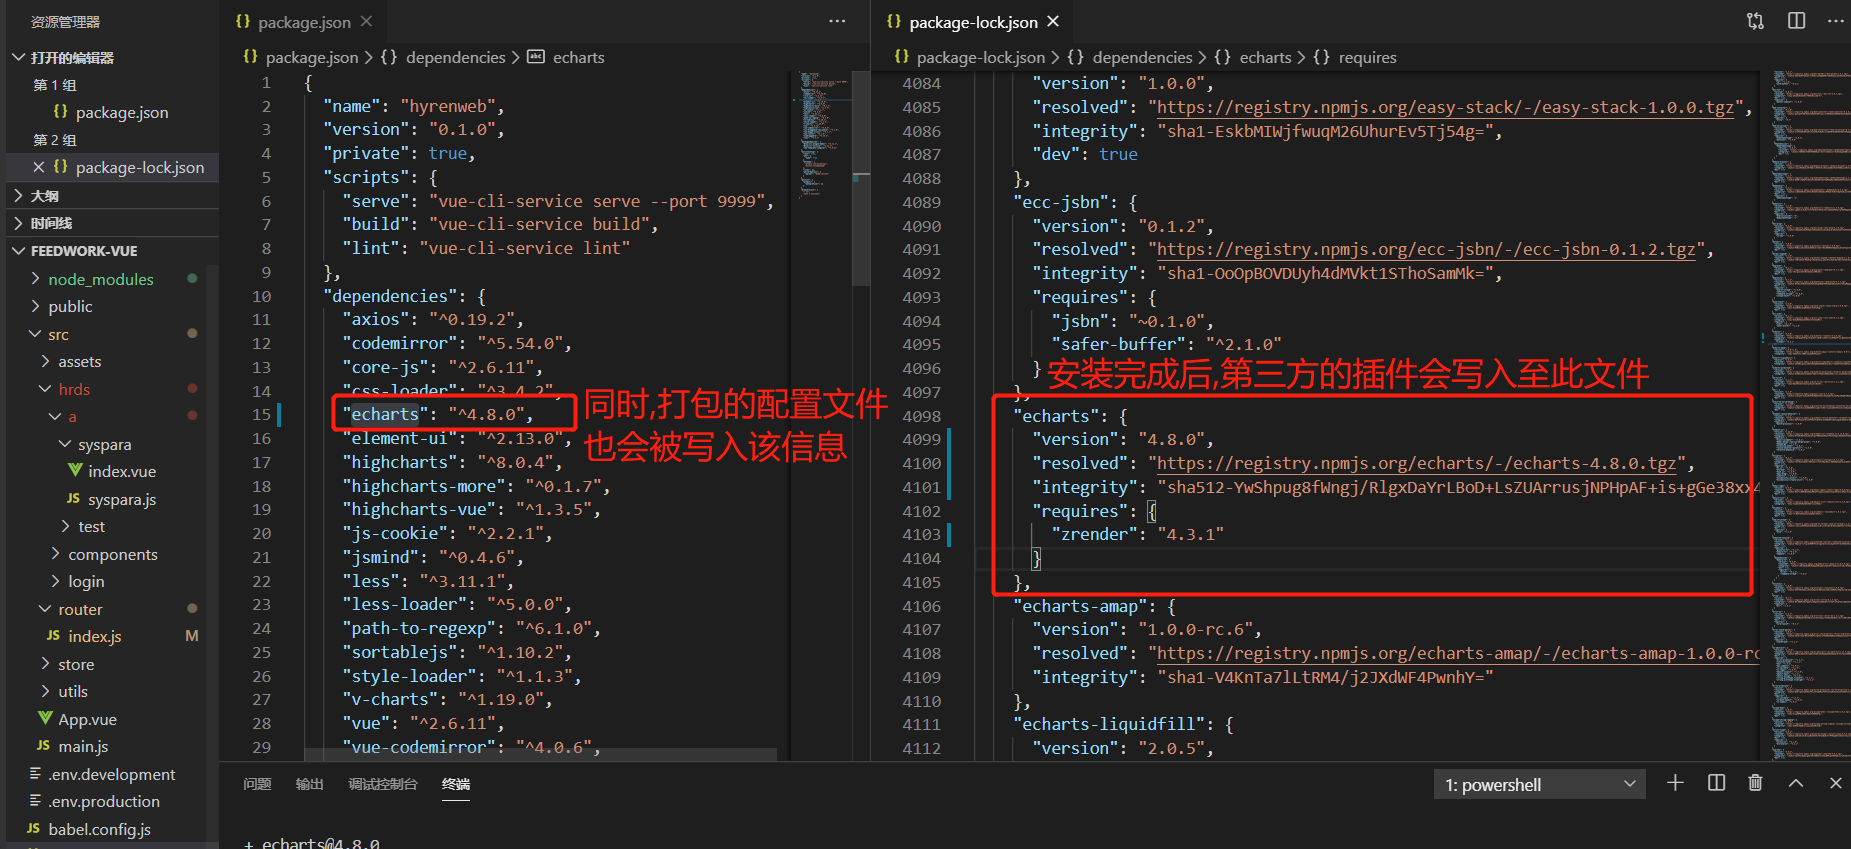 资源管理器
打开的编辑器
第 1 组
{} package.json
第 2 组
× {} package-lock.json
大纲
时间线
FEEDWORK-VUE
node_modules
public
src
assets
hrds
a
syspara
index.vue
JS syspara.js
test
components
login
router
JS index.js M
store
utils
App.vue
JS main.js
.env.development
.env.production
JS babel.config.js
{} package.json ×
{} package.json > {} dependencies > abc echarts
1 {
2 "name": "hyrenweb",
3 "version": "0.1.0",
4 "private": true,
5 "scripts": {
6 "serve": "vue-cli-service serve --port 9999",
7 "build": "vue-cli-service build",
8 "lint": "vue-cli-service lint"
9 },
10 "dependencies": {
11 "axios": "^0.19.2",
12 "codemirror": "^5.54.0",
13 "core-js": "^2.6.11",
14 "css-loader": "^3.4.2",
15 "echarts": "^4.8.0",
16 "element-ui": "^2.13.0",
17 "highcharts": "^8.0.4",
18 "highcharts-more": "^0.1.7",
19 "highcharts-vue": "^1.3.5",
20 "js-cookie": "^2.2.1",
21 "jsmind": "^0.4.6",
22 "less": "^3.11.1",
23 "less-loader": "^5.0.0",
24 "path-to-regexp": "^6.1.0",
25 "sortablejs": "^1.10.2",
26 "style-loader": "^1.1.3",
27 "v-charts": "^1.19.0",
28 "vue": "^2.6.11",
29 "vue-codemirror": "^4.0.6",
同时,打包的配置文件
也会被写入该信息
{} package-lock.json ×
{} package-lock.json > {} dependencies > {} echarts > {} requires
4084 "version": "1.0.0",
4085 "resolved": "https://registry.npmjs.org/easy-stack/-/easy-stack-1.0.0.tgz",
4086 "integrity": "sha1-EskbMIWjfwuqM26UhurEv5Tj54g=",
4087 "dev": true
4088 },
4089 "ecc-jsbn": {
4090 "version": "0.1.2",
4091 "resolved": "https://registry.npmjs.org/ecc-jsbn/-/ecc-jsbn-0.1.2.tgz",
4092 "integrity": "sha1-OoOpBOVDUyh4dMVkt1SThoSamMk=",
4093 "requires": {
4094 "jsbn": "~0.1.0",
4095 "safer-buffer": "^2.1.0"
4096 }
安装完成后,第三方的插件会写入至此文件
4097 },
4098 "echarts": {
4099 "version": "4.8.0",
4100 "resolved": "https://registry.npmjs.org/echarts/-/echarts-4.8.0.tgz",
4101 "integrity": "sha512-YwShpug8fWngj/RlgxDaYrLBoD+LsZUArrusjNPHpAF+is+gGe38xx4
4102 "requires": {
4103 "zrender": "4.3.1"
4104 }
4105 },
4106 "echarts-amap": {
4107 "version": "1.0.0-rc.6",
4108 "resolved": "https://registry.npmjs.org/echarts-amap/-/echarts-amap-1.0.0-rc
4109 "integrity": "sha1-V4KnTa7lLtRM4/j2JXdWF4PwnhY="
4110 },
4111 "echarts-liquidfill": {
4112 "version": "2.0.5",
问题 输出 调试控制台 终端
1: powershell
+ echarts@4.8.0